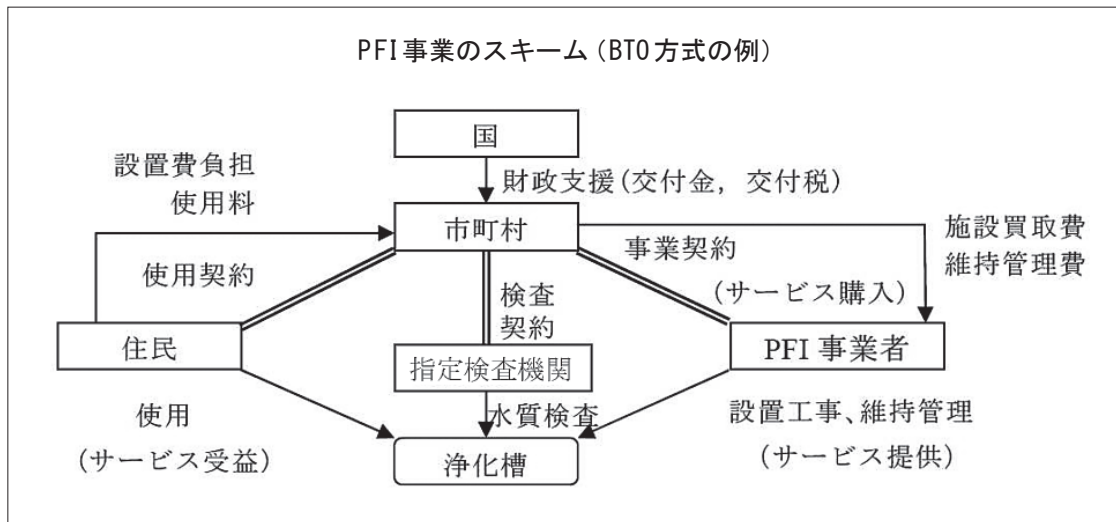 PFI事業のスキーム（BTO方式の例）
国
設置費負担
使用料
財政支援（交付金，交付税）
市町村
施設買取費
維持管理費
使用契約
事業契約
（サービス購入）
検査
契約
住民
指定検査機関
PFI 事業者
使用
（サービス受益）
水質検査
設置工事、維持管理
（サービス提供）
浄化槽